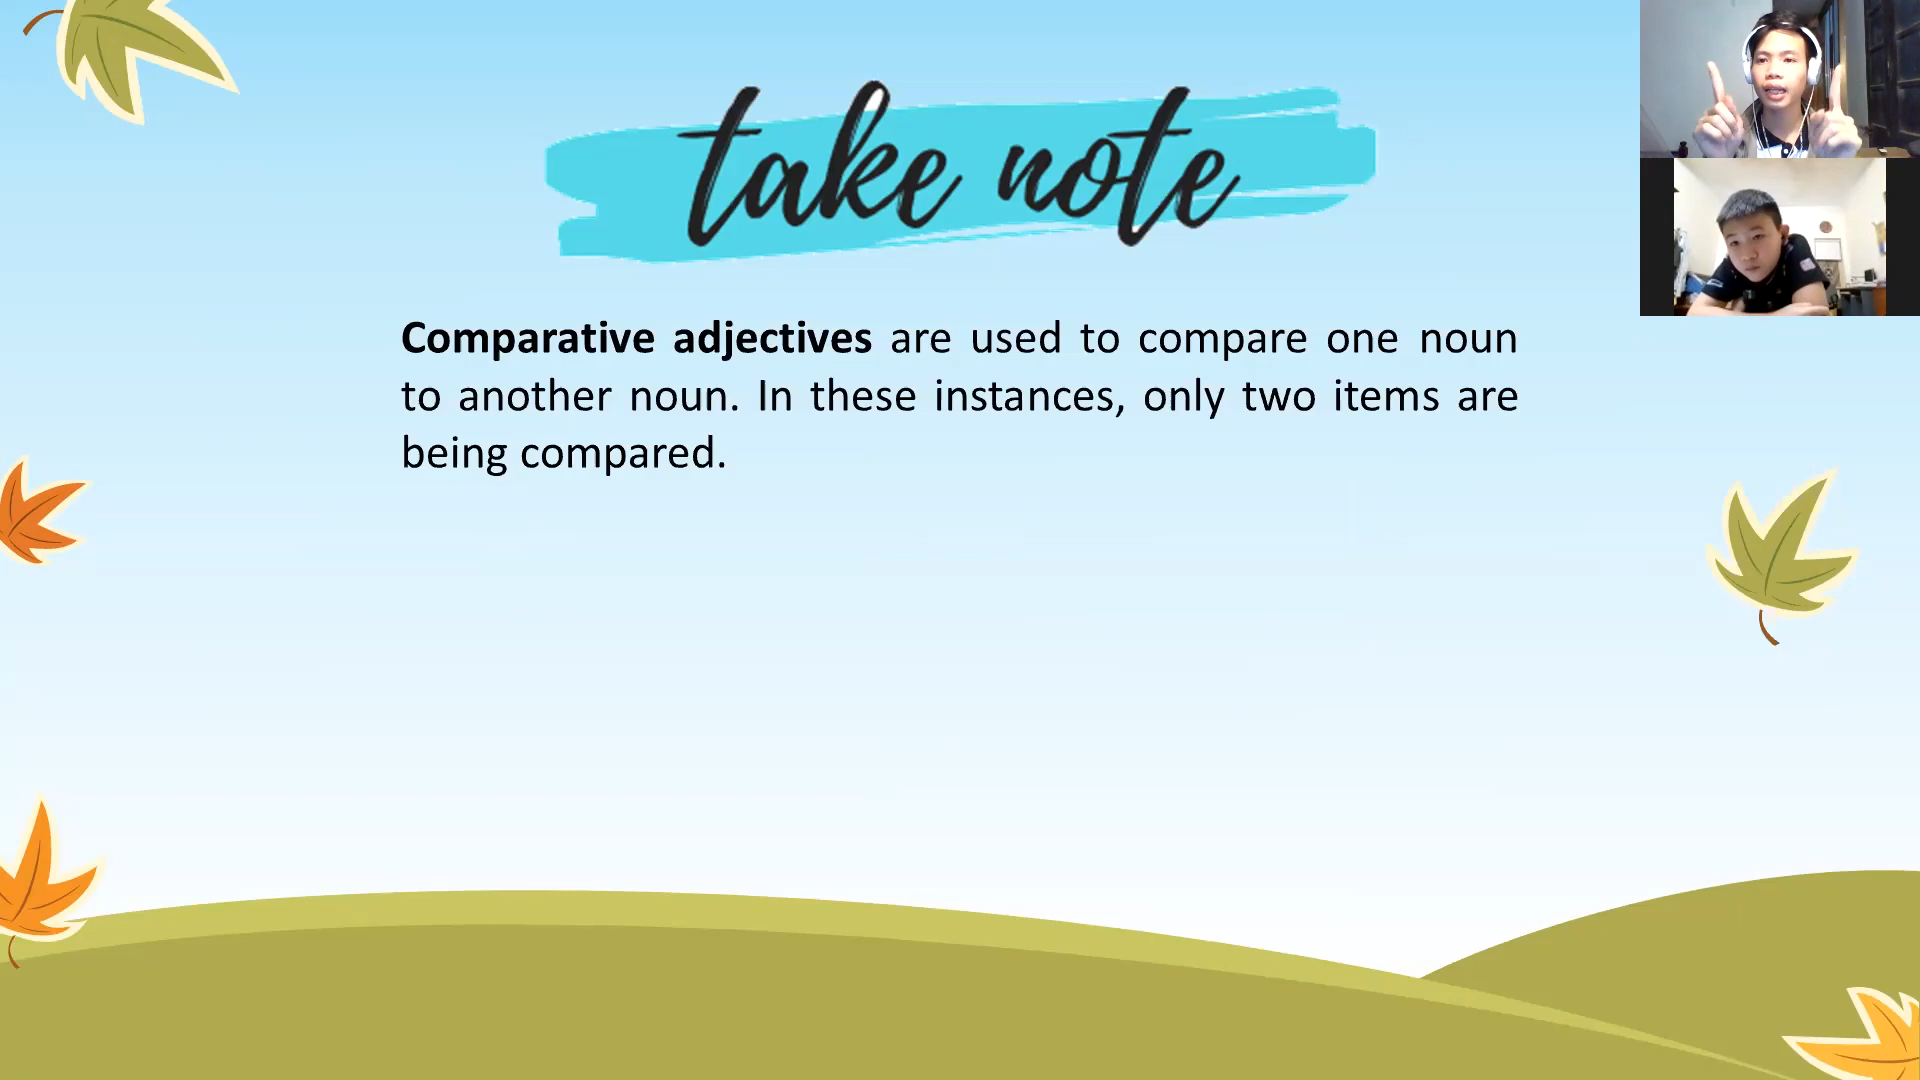 take note
Comparative adjectives are used to compare one noun
to another noun. In these instances, only two items are
being compared.